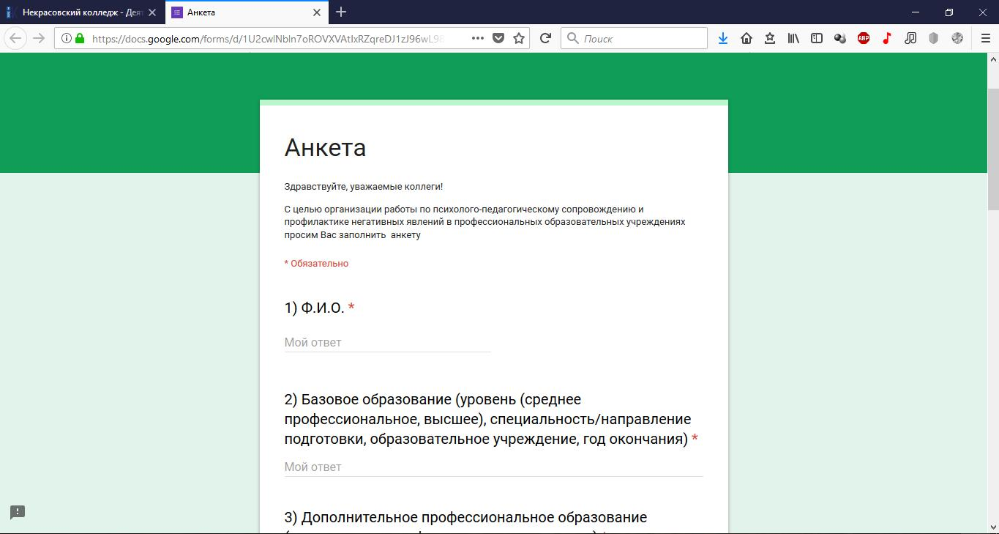 Некрасовский колледж - Деят
Анкета
https://docs.google.com/forms/d/1U2cwlNbln7oROVXVAtIxRZqreDJ1zJ96wL98
Поиск
ABP
Анкета
Здравствуйте, уважаемые коллеги!
С целью организации работы по психолого-педагогическому сопровождению и
профилактике негативных явлений в профессиональных образовательных учреждениях
просим Вас заполнить анкету
* Обязательно
1) Ф.И.О. *
Мой ответ
2) Базовое образование (уровень (среднее
профессиональное, высшее), специальность/направление
подготовки, образовательное учреждение, год окончания) *
Мой ответ
3) Дополнительное профессиональное образование